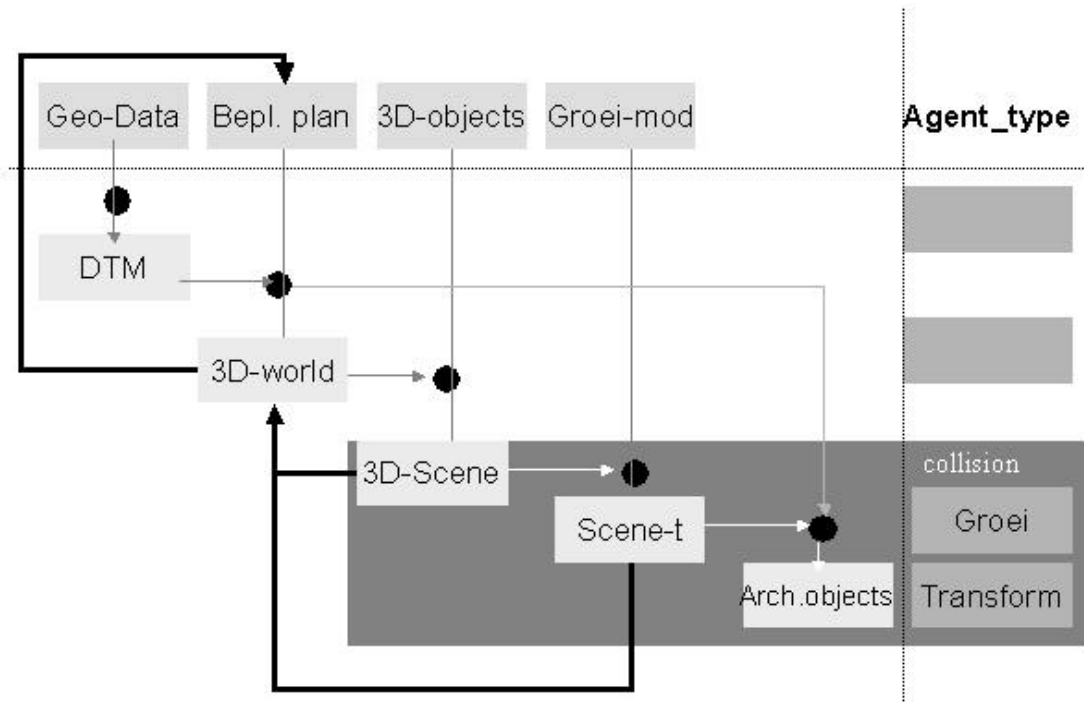 Geo-Data
Bepl. plan
3D-objects
Groei-mod
Agent_type
DTM
3D-world
3D-Scene
collision
Scene-t
Groei
Arch.objects
Transform